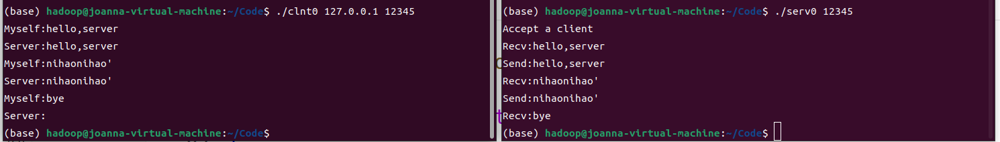 (base) hadoop@joanna-virtual-machine:~/Code$ ./clnt0 127.0.0.1 12345
Myself:hello,server
Server:hello,server
Myself:nihaonihao'
Server:nihaonihao'
Myself:bye
Server:
(base) hadoop@joanna-virtual-machine:~/Code$
(base) hadoop@joanna-virtual-machine:~/Code$ ./serv0 12345
Accept a client
Recv:hello,server
Send:hello,server
Recv:nihaonihao'
Send:nihaonihao'
Recv:bye
(base) hadoop@joanna-virtual-machine:~/Code$